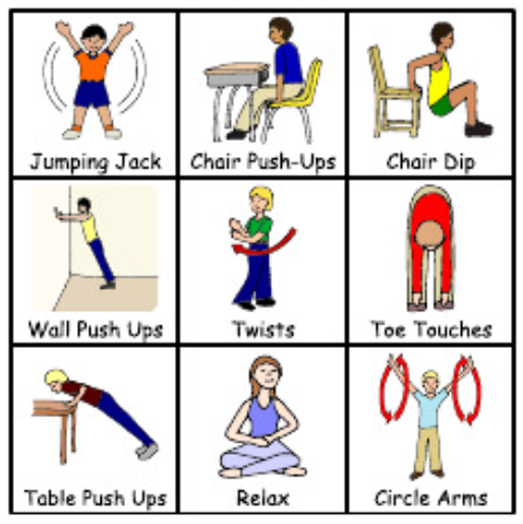 Jumping Jack
Chair Push-Ups
Chair Dip
Wall Push Ups
Twists
Toe Touches
Table Push Ups
Relax
Circle Arms